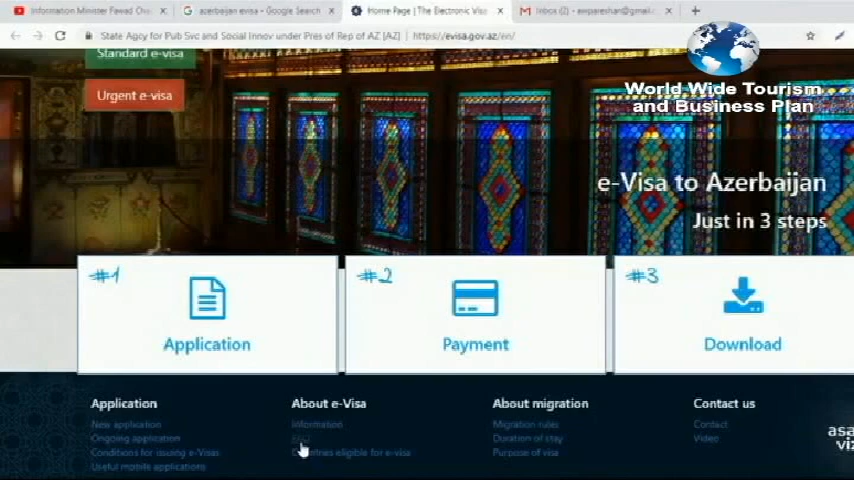 Information Minister Fawad
azerbaijan evisa - Google Search
Home Page | The Electronic Visa
Inbox (2) -
State Agcy for Pub Svc and Social Innov under Pres of Rep of AZ [AZ] | https://evisa.gov.az/en/
World Wide Tourism
and Business Plan
Standard e-visa
Urgent e-visa
e-Visa to Azerbaijan
Just in 3 steps
#1
Application
#2
Payment
#3
Download
Application
New application
Ongoing application
Conditions for issuing e-Visas
Useful mobile applications
About e-Visa
Information
FAQ
eligible for e-visa
About migration
Migration rules
Duration of stay
Purpose of visa
Contact us
Contact
Video
asa
viz